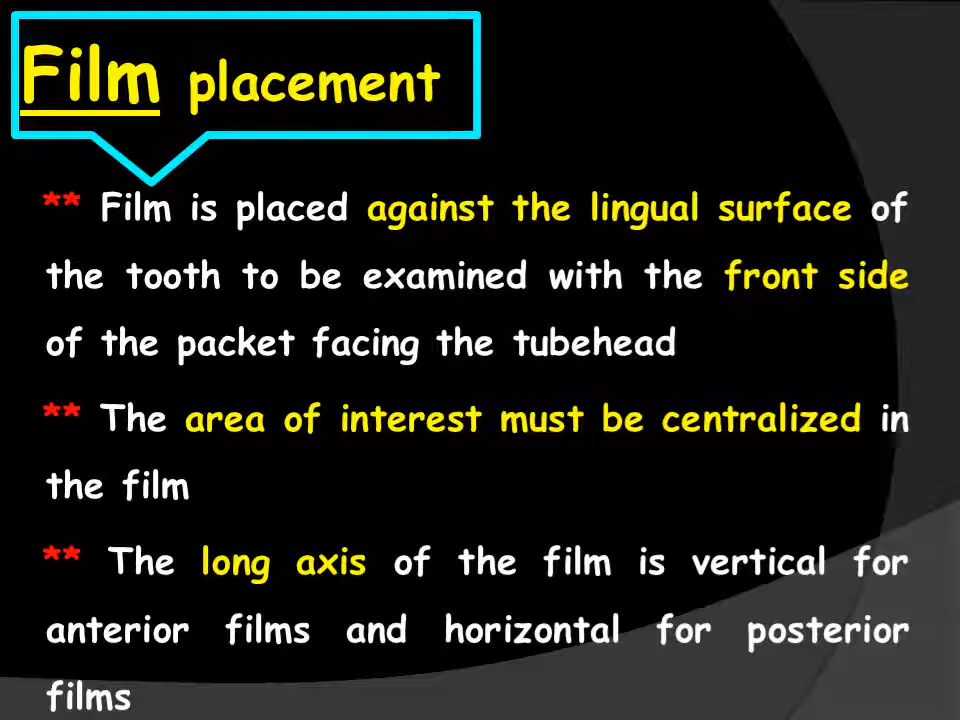 Film placement
** Film is placed against the lingual surface of
the tooth to be examined with the front side
of the packet facing the tubehead
** The area of interest must be centralized in
the film
** The long axis of the film is vertical for
anterior films and horizontal for posterior
films